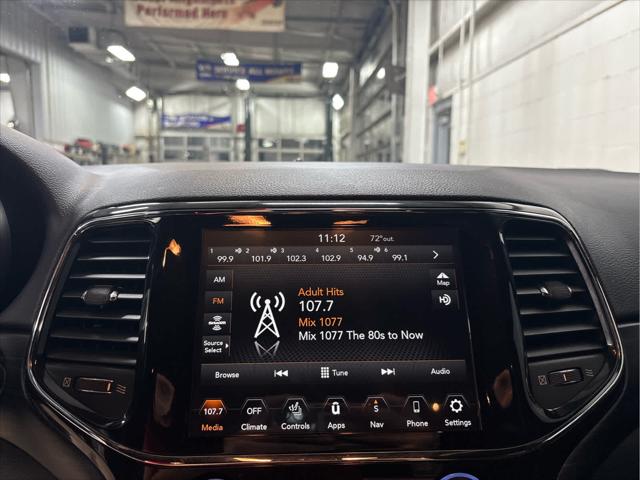 Performed Here
11:12 72° out.
1 2 3 4 5 6
99.9 101.9 102.3 102.9 94.9 99.1
AM
FM
Source
Select
Adult Hits
107.7
Mix 1077
Mix 1077 The 80s to Now
Map
Browse
Tune
Audio
107.7
OFF
S
Media
Climate
Controls
Apps
Nav
Phone
Settings